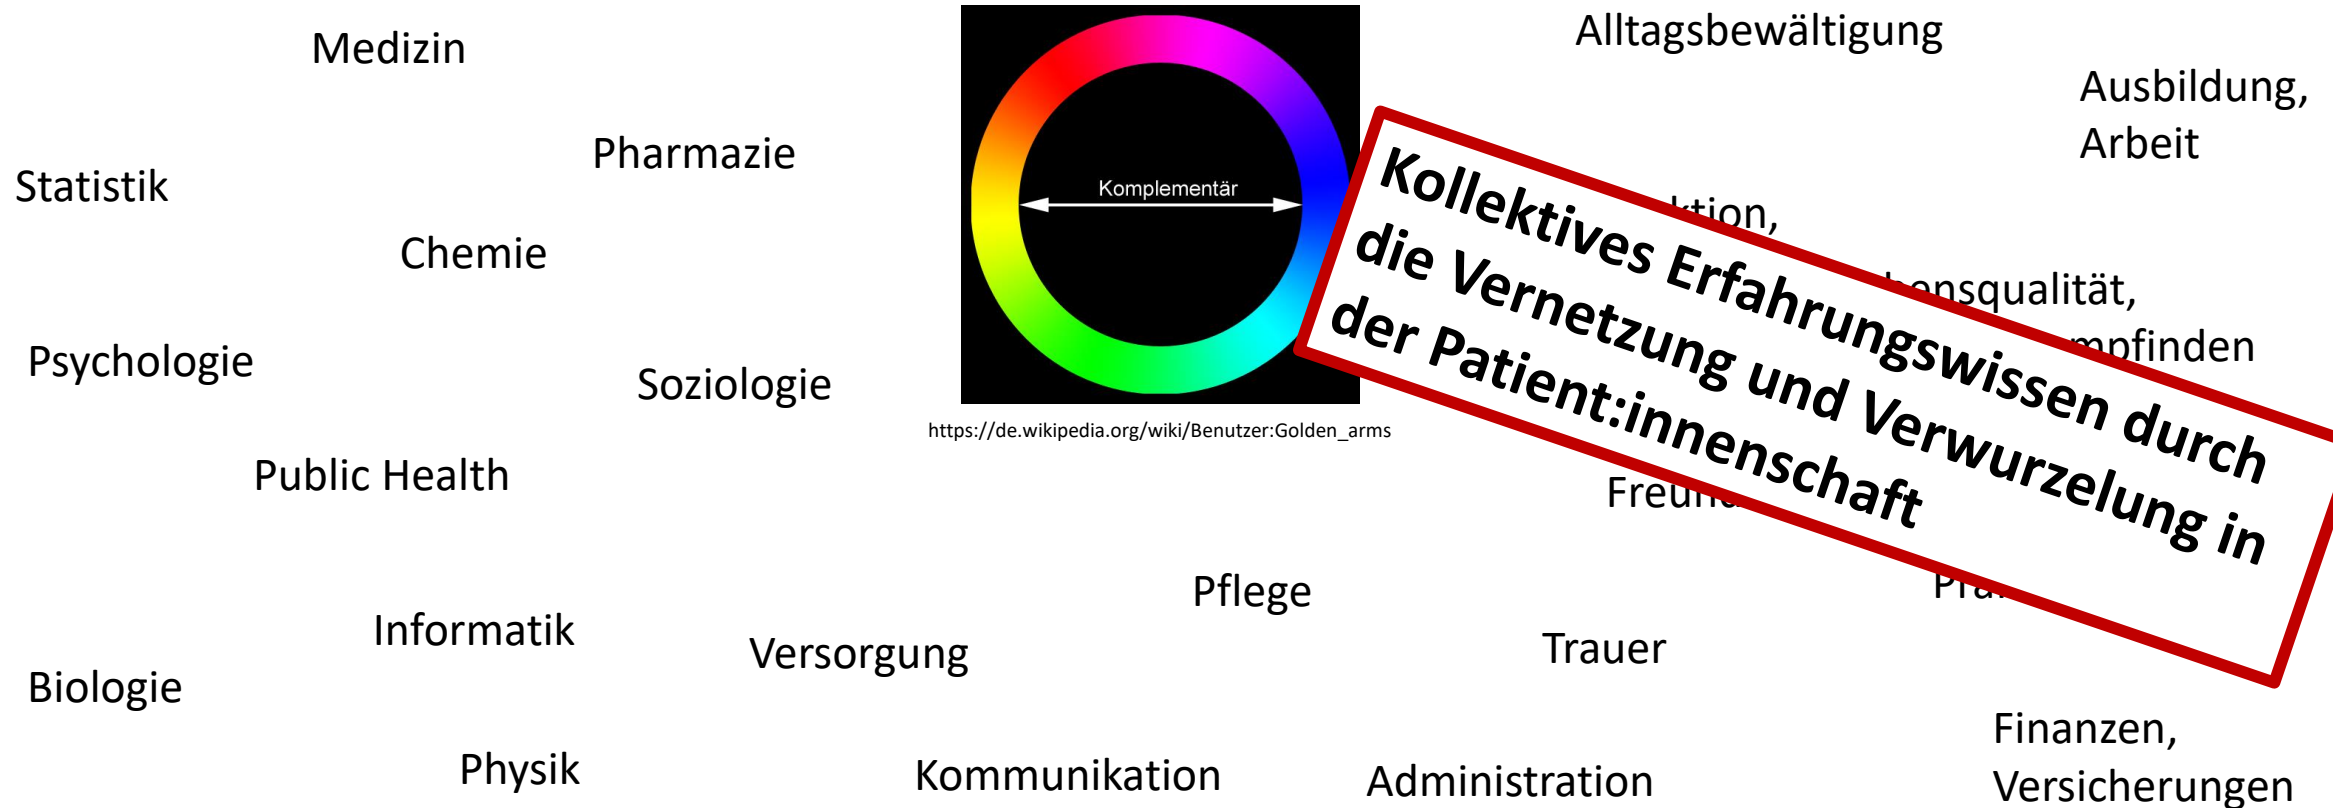 Medizin
Pharmazie
Statistik
Chemie
Psychologie
Soziologie
Public Health
Informatik
Biologie
Physik
Versorgung
Kommunikation
Komplementär
https://de.wikipedia.org/wiki/Benutzer:Golden_arms
Pflege
Alltagsbewältigung
Ausbildung,
Arbeit
Kollektives Erfahrungswissen durch
die Vernetzung und Verwurzelung in
der Patient:innenschaft
Trauer
Administration
Finanzen,
Versicherungen